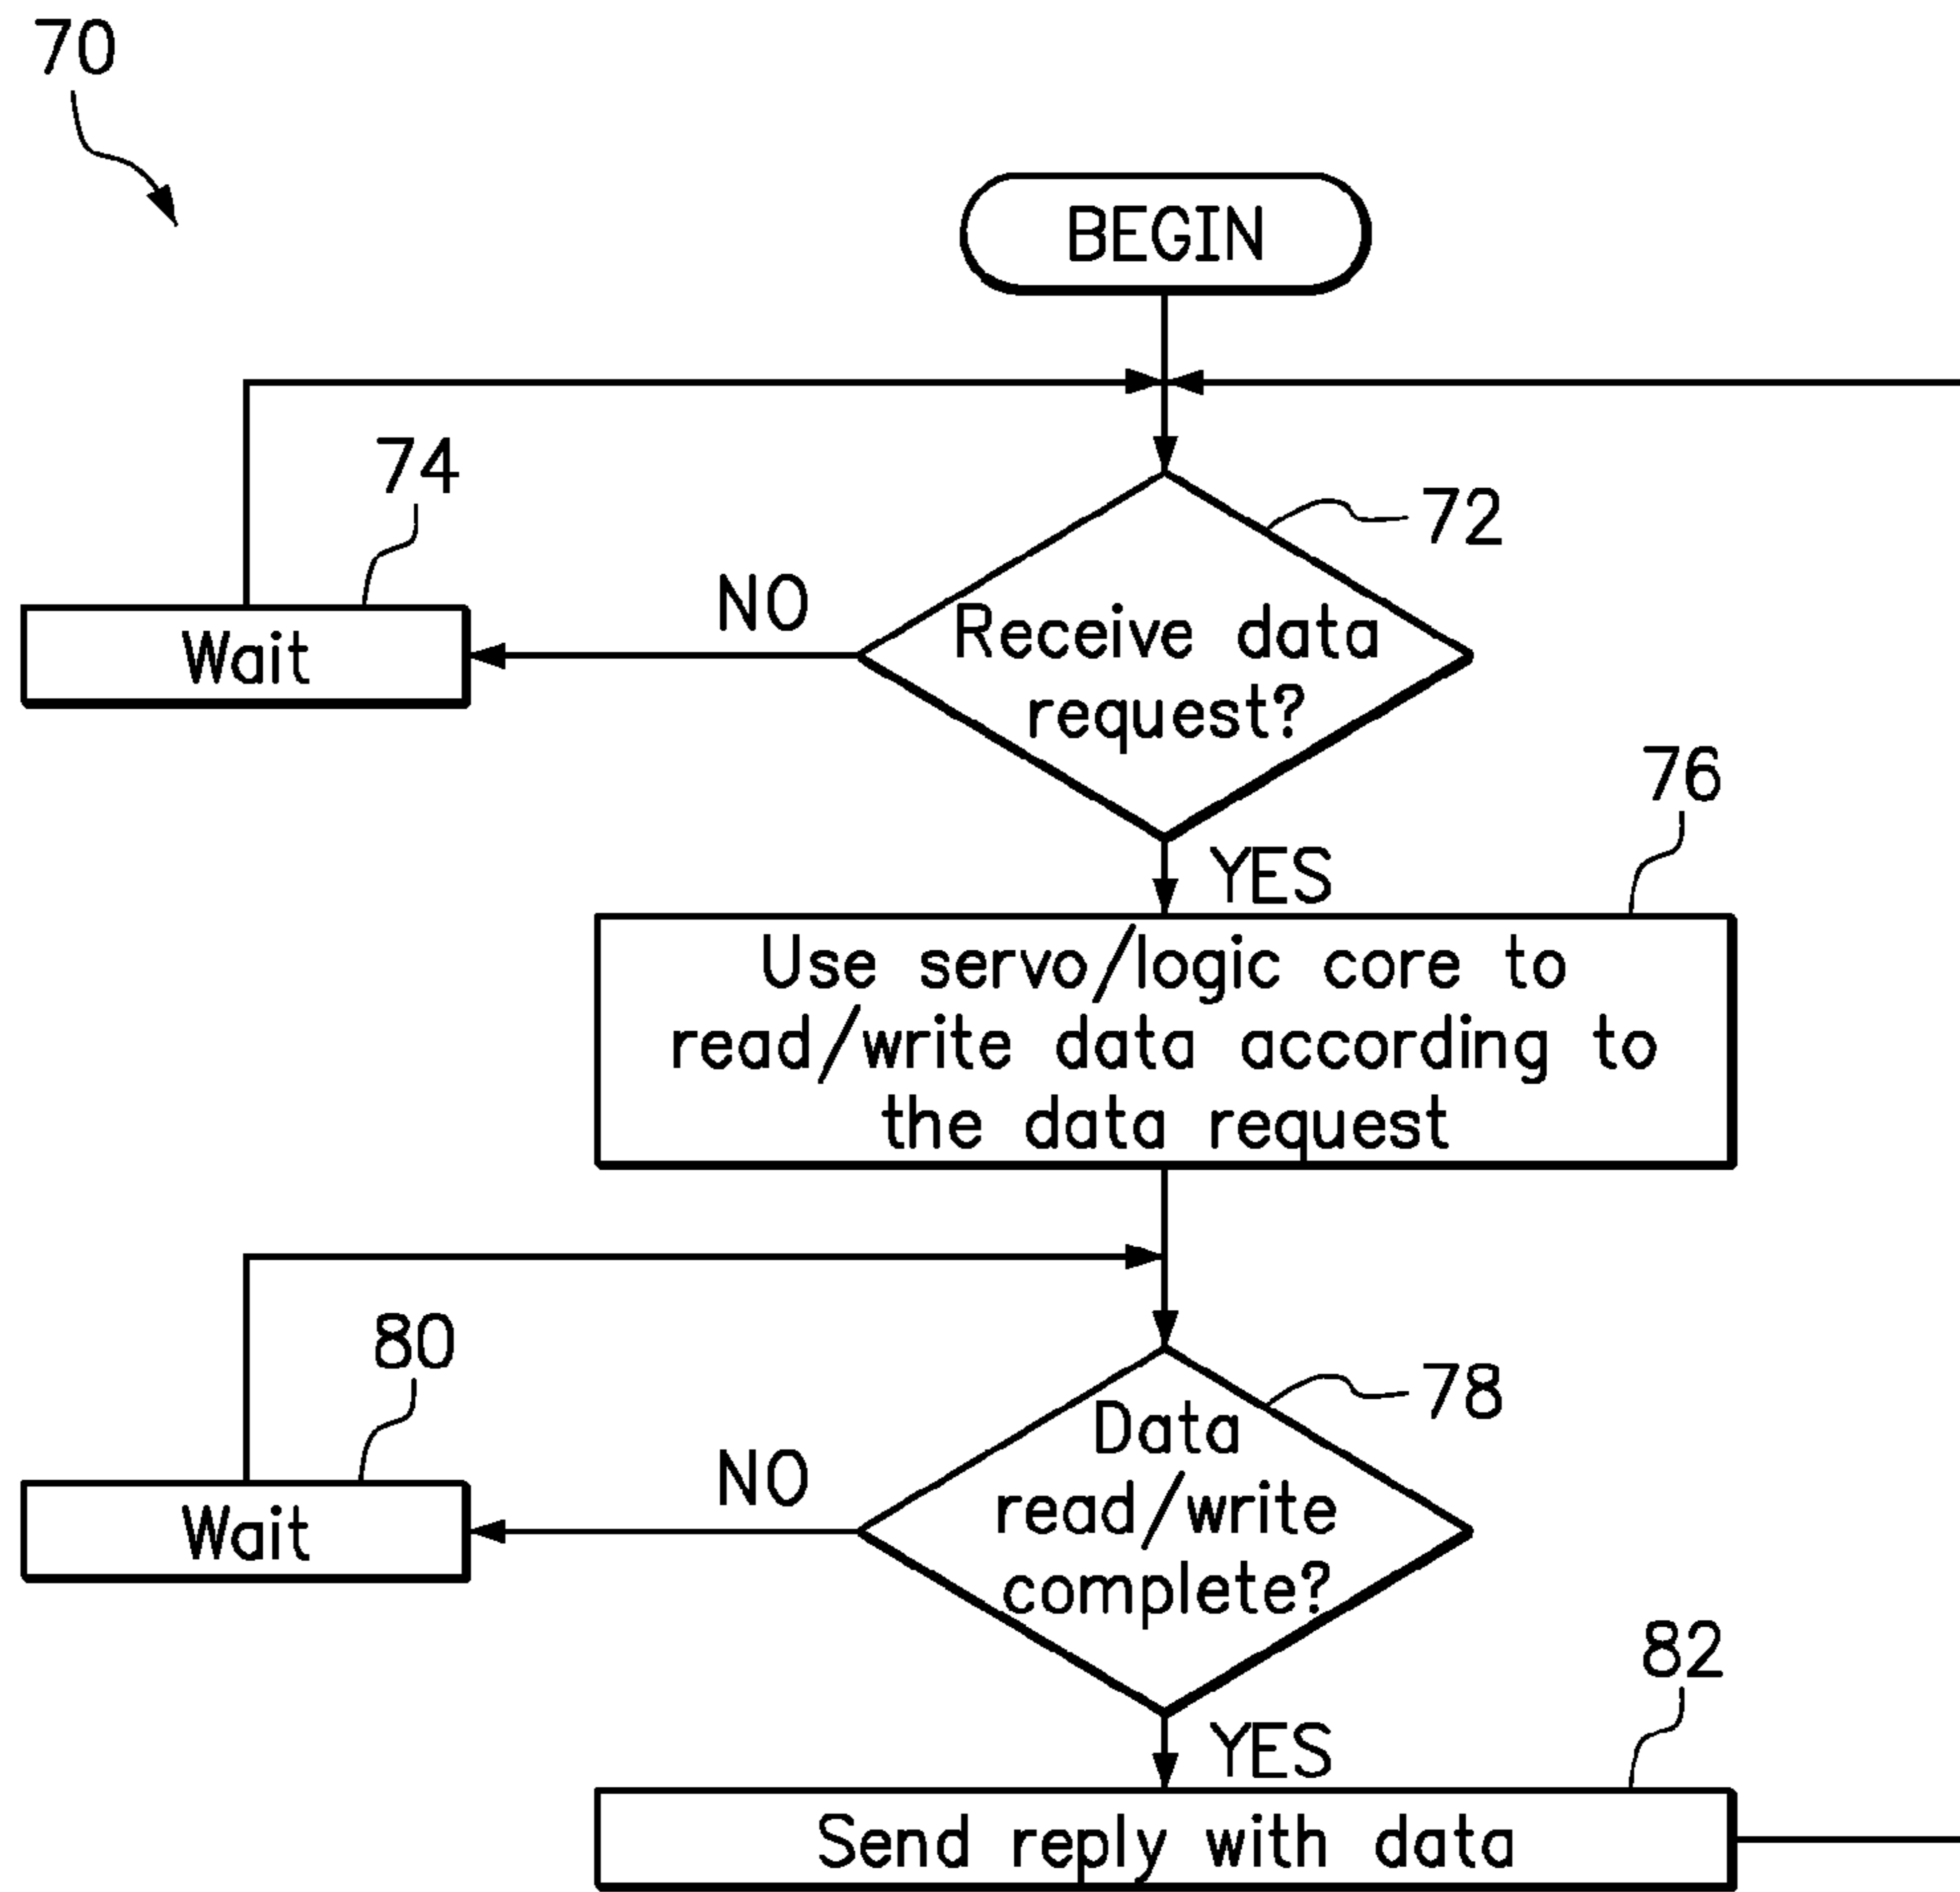 70
BEGIN
74
72
NO
Receive data
request?
Wait
76
YES
Use servo/logic core to
read/write data according to
the data request
80
78
Data
NO
read/write
complete?
Wait
82
YES
Send reply with data